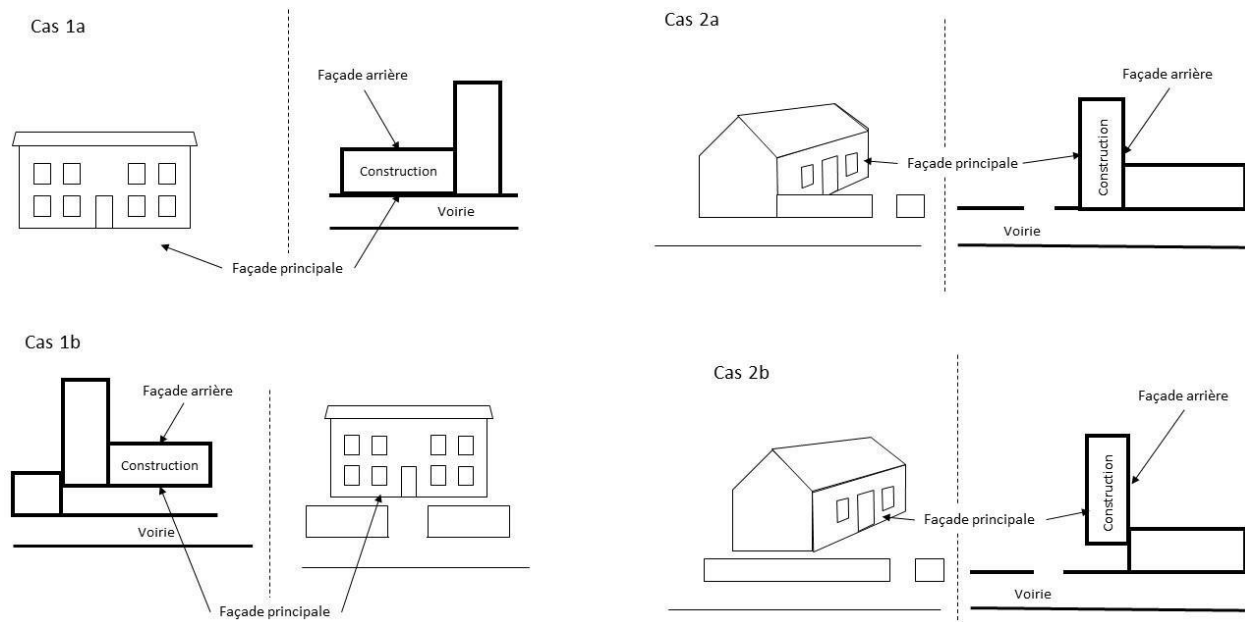 Cas 1a
Façade arrière
Construction
Voirie
Façade principale
Cas 2a
Façade arrière
Façade principale
Construction
Voirie
Cas 1b
Façade arrière
Construction
Voirie
Façade principale
Cas 2b
Façade arrière
Construction
Façade principale
Voirie